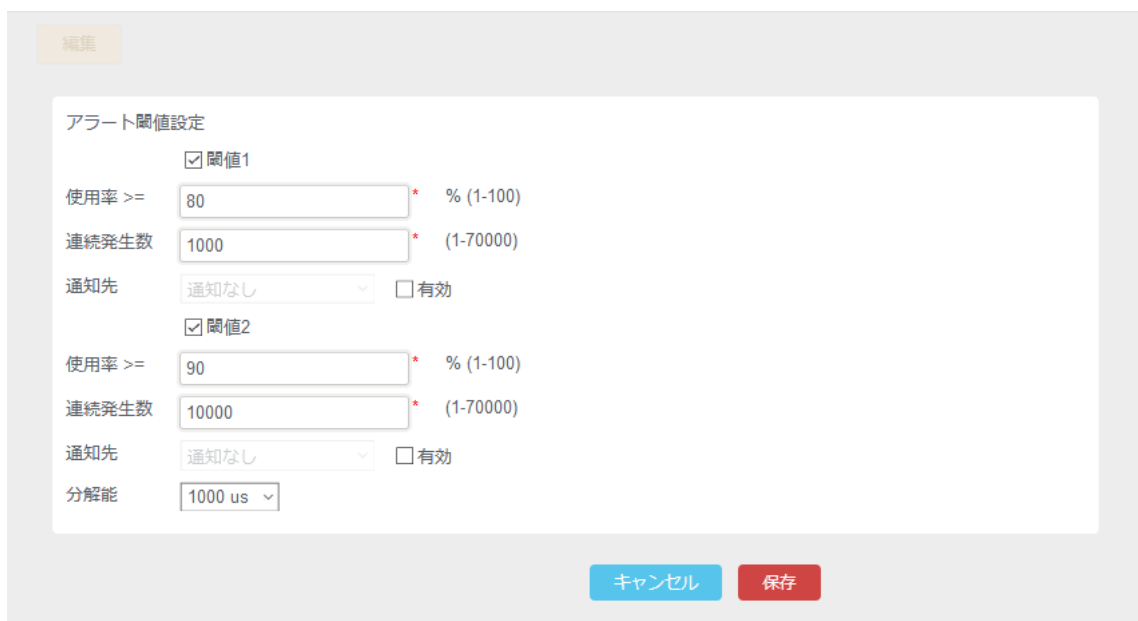 編集
アラート閾値設定
閾値1
使用率 >= 80 * % (1-100)
連続発生数 1000 * (1-70000)
通知先 通知なし 有効
閾値2
使用率 >= 90 * % (1-100)
連続発生数 10000 * (1-70000)
通知先 通知なし 有効
分解能 1000 us
キャンセル 保存